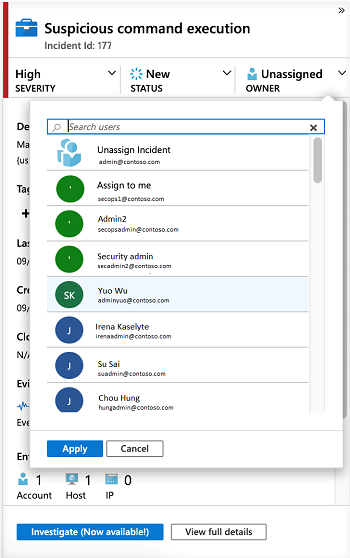 »
Suspicious command execution
Incident Id: 177
High
SEVERITY
New
STATUS
Unassigned
OWNER
De
Ma
{us
Tag
+
Las
09/
Cre
09/
Clo
N/A
Evi
Eve
Ent
Search users
×
Unassign Incident
admin@contoso.com
Assign to me
secops1@contoso.com
Admin2
secopsadmin@contoso.com
Security admin
secadmin2@contoso.com
SK
Yuo Wu
adminyuo@contoso.com
J
Irena Kaselyte
irenaadmin@contoso.com
J
Su Sai
suadmin@contoso.com
J
Chou Hung
hungadmin@contoso.com
Apply
Cancel
1
Account
1
Host
0
IP
Investigate (Now available!)
View full details